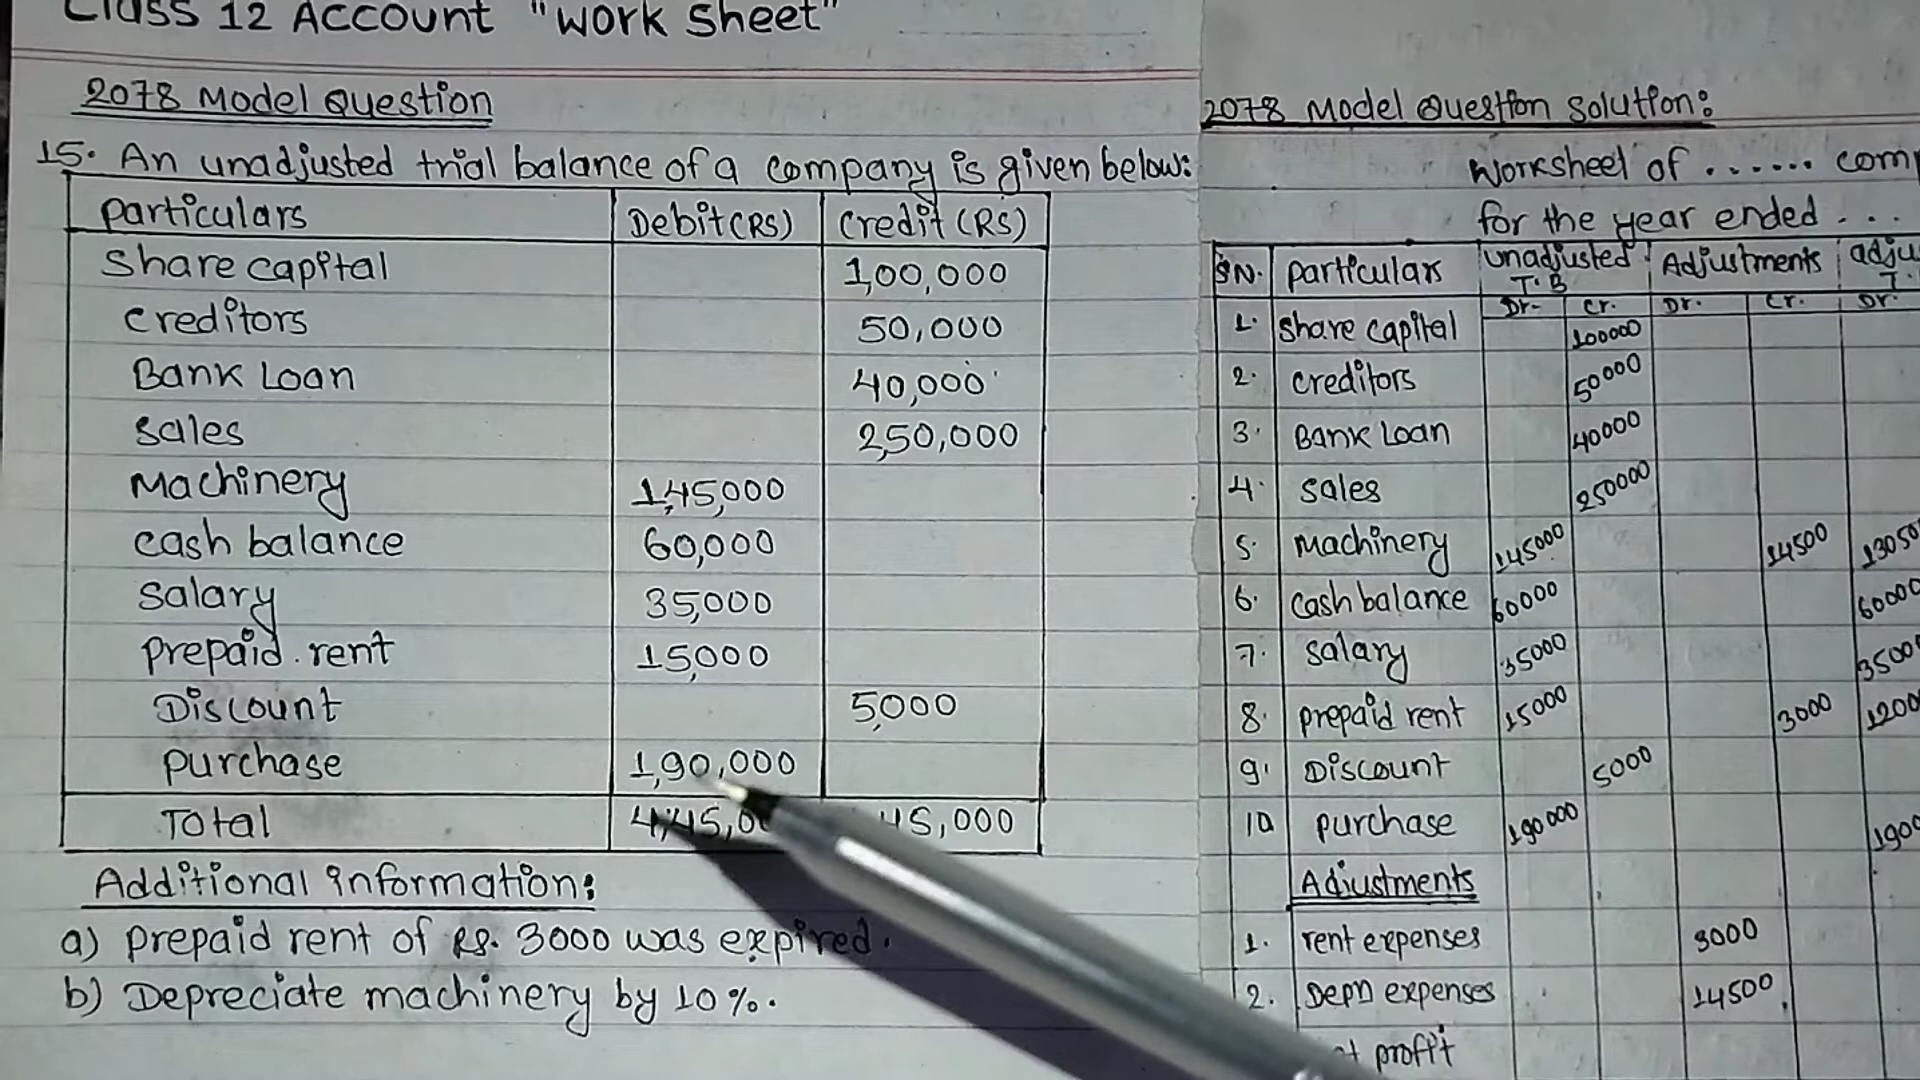 Class 12 Account "Work Sheet"
2078 Model Question
15. An unadjusted trial balance of a company is given below:
Particulars Debit(RS) Credit (RS)
Share capital 1,00,000
Creditors 50,000
Bank Loan 40,000
Sales 2,50,000
Machinery 1,45,000
Cash balance 60,000
Salary 35,000
Prepaid rent 15,000
Discount 5,000
Purchase 1,90,000
Total
Additional information:
a) Prepaid rent of Rs. 3000 was expired.
b) Depreciate machinery by 10%.
2078 Model Question Solution:
Worksheet of ......
for the year ended ...
S.N. Particulars Unadjusted T.B Adjustments
Dr. Cr. Dr. Cr. Dr.
1. Share capital 100000
2. Creditors 50000
3. Bank Loan 40000
4. Sales 250000
5. Machinery 145000 14500
6. Cash balance 60000 60000
7. Salary 35000
8. Prepaid rent 15000 3000
9. Discount 5000
10 Purchase 190000
Adjustments
1. rent expenses 3000
2. Depn expenses 14500
profit